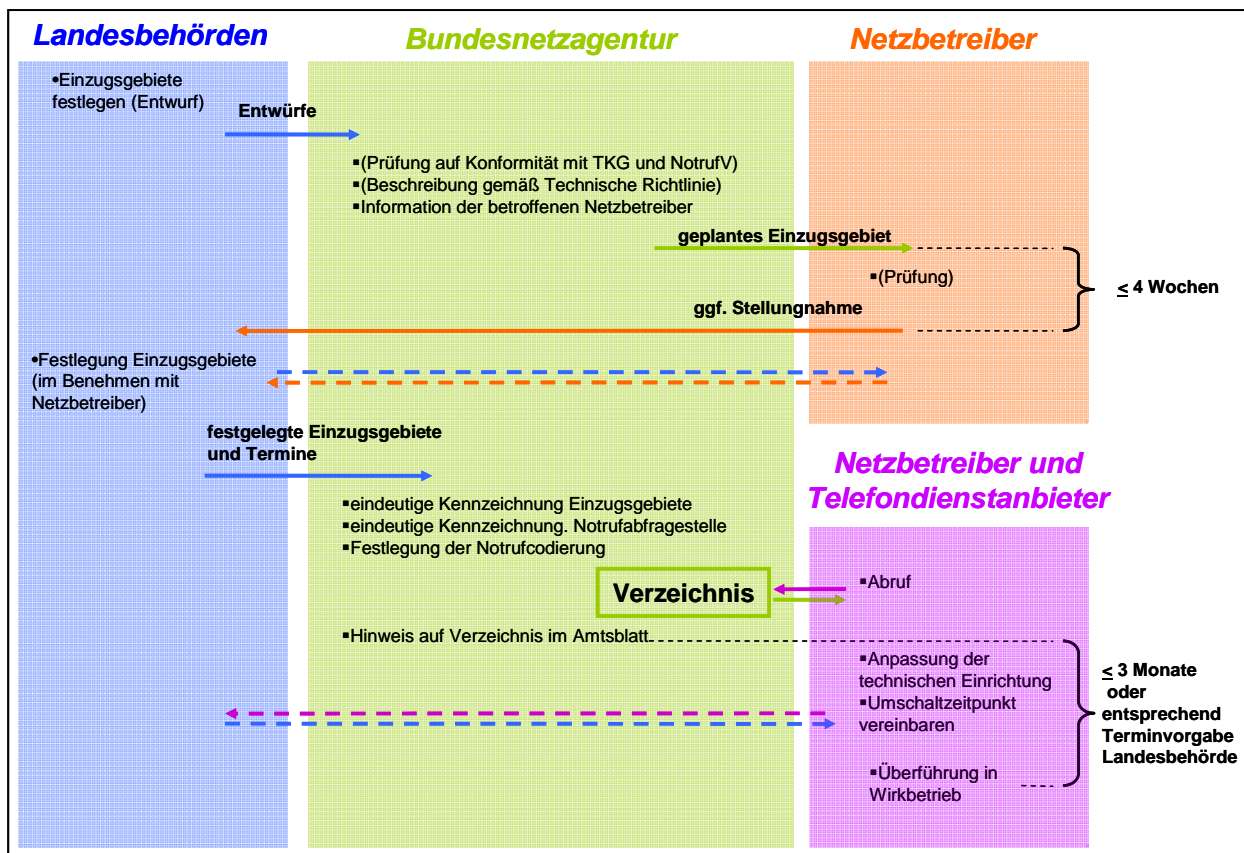 Landesbehörden
Bundesnetzagentur
Netzbetreiber
•Einzugsgebiete
festlegen (Entwurf)
Entwürfe
▪(Prüfung auf Konformität mit TKG und NotrufV)
▪(Beschreibung gemäß Technische Richtlinie)
▪Information der betroffenen Netzbetreiber
geplantes Einzugsgebiet
▪(Prüfung)
≤ 4 Wochen
ggf. Stellungnahme
•Festlegung Einzugsgebiete
(im Benehmen mit
Netzbetreiber)
festgelegte Einzugsgebiete
und Termine
Netzbetreiber und
Telefondienstanbieter
▪eindeutige Kennzeichnung Einzugsgebiete
▪eindeutige Kennzeichnung. Notrufabfragestelle
▪Festlegung der Notrufcodierung
Verzeichnis
▪Abruf
▪Hinweis auf Verzeichnis im Amtsblatt
▪Anpassung der
technischen Einrichtung
▪Umschaltzeitpunkt
vereinbaren
≤ 3 Monate
oder
entsprechend
Terminvorgabe
Landesbehörde
▪Überführung in
Wirkbetrieb